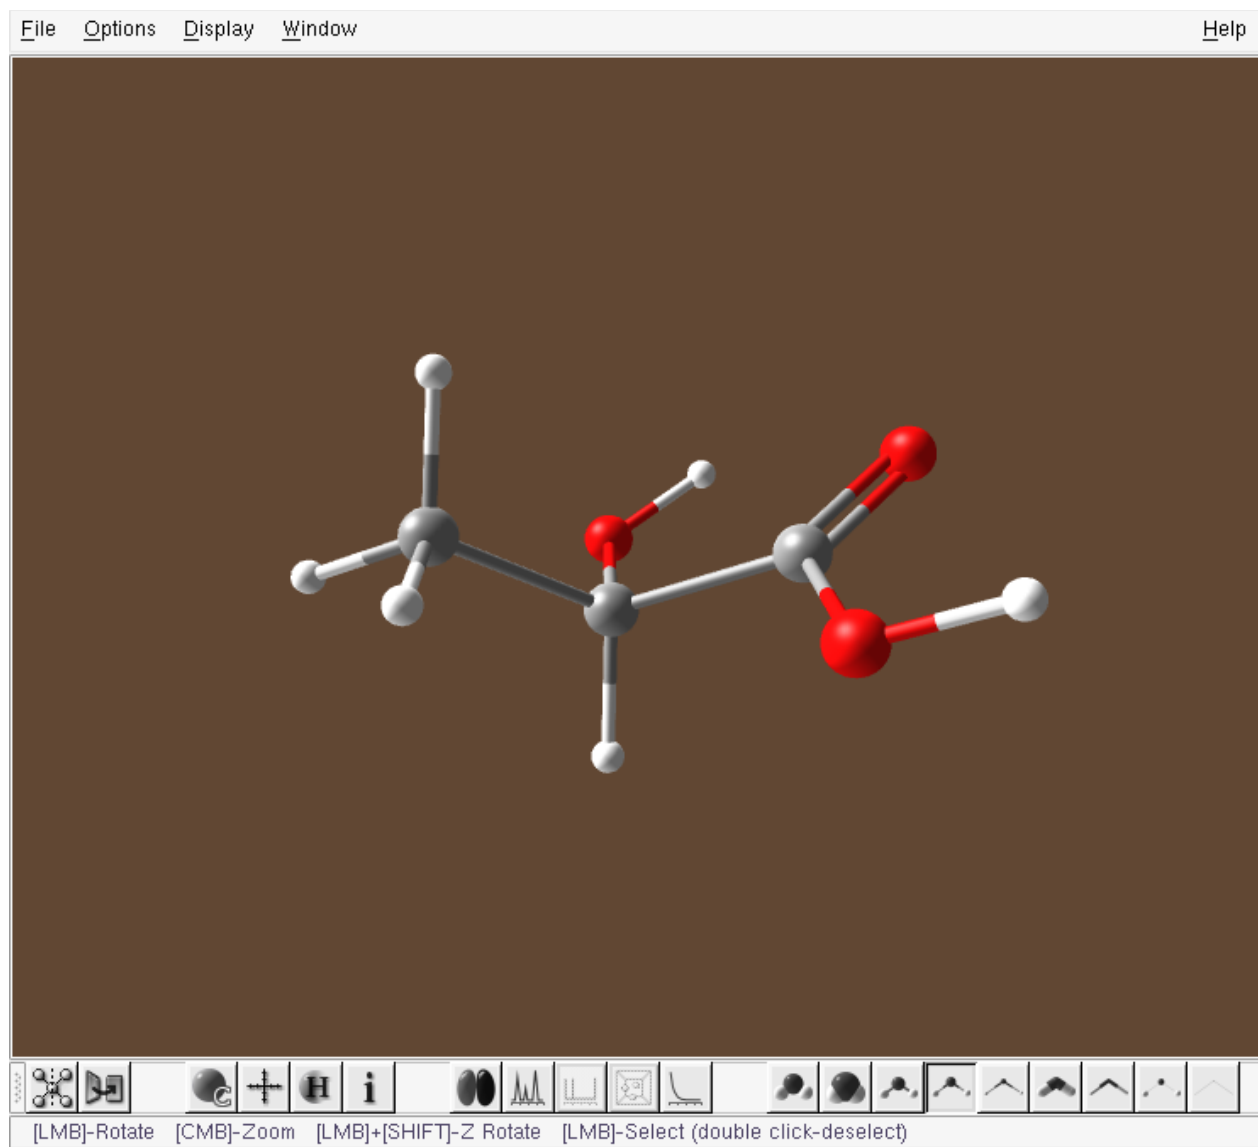 File Options Display Window Help
C H i
[LMB]-Rotate [CMB]-Zoom [LMB]+[SHIFT]-Z Rotate [LMB]-Select (double click-deselect)